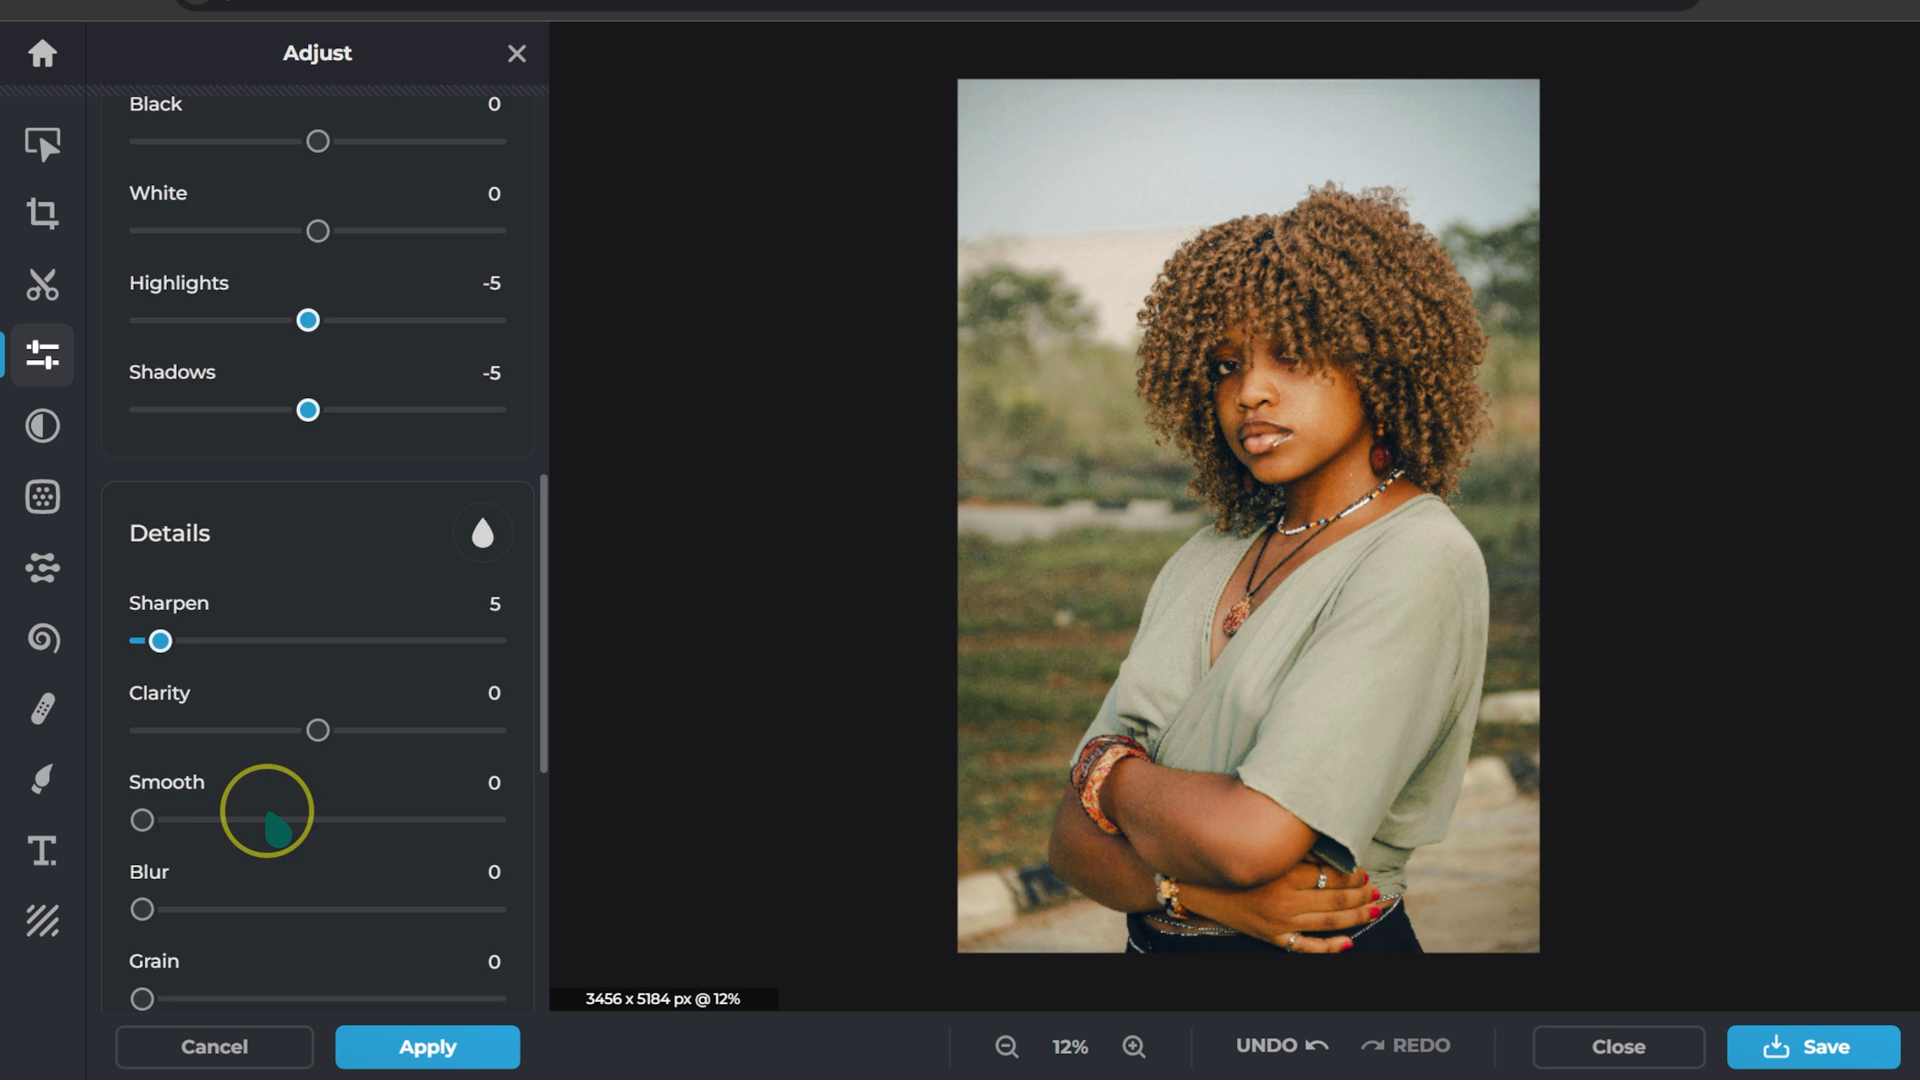 Adjust
Black 0
White 0
Highlights -5
Shadows -5
Details
Sharpen 5
Clarity 0
Smooth 0
Blur 0
Grain 0
3456 x 5184 px @ 12%
Cancel Apply 12% UNDO REDO Close Save
T.